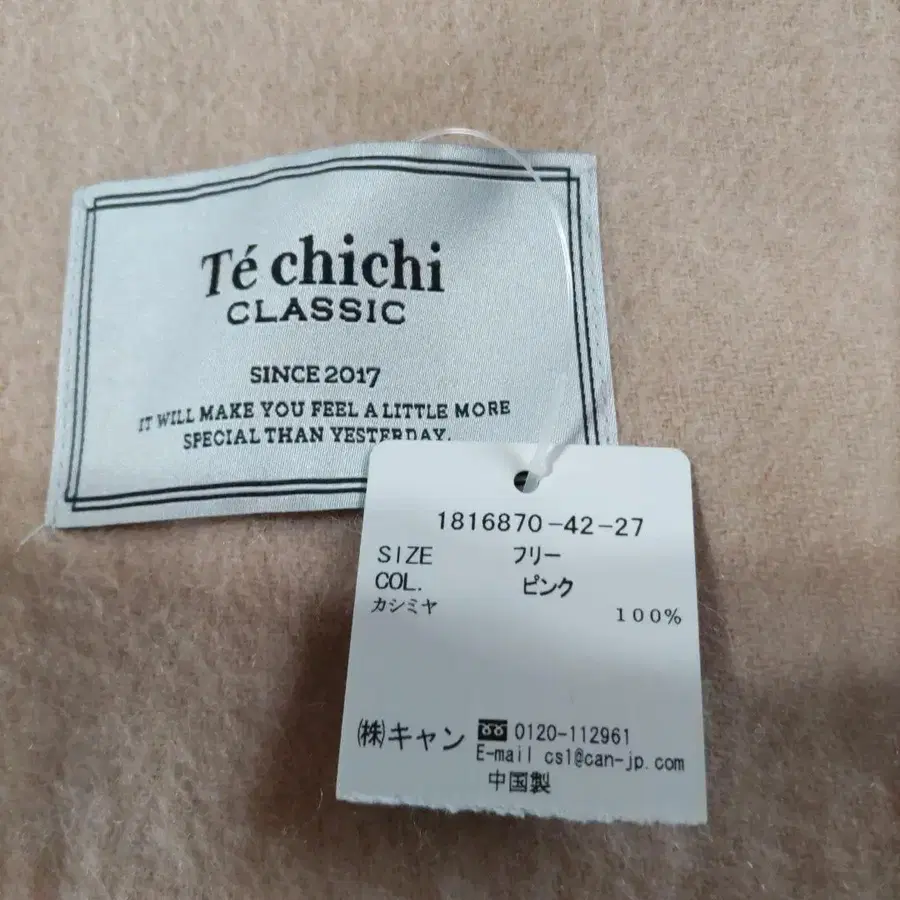 Té chichi
CLASSIC
SINCE 2017
IT WILL MAKE YOU FEEL A LITTLE MORE
SPECIAL THAN YESTERDAY.
1816870-42-27
SIZE フリー
COL. ピンク
カシミヤ 100%
㈱キャン 0120-112961
E-mail cs1@can-jp.com
中国製